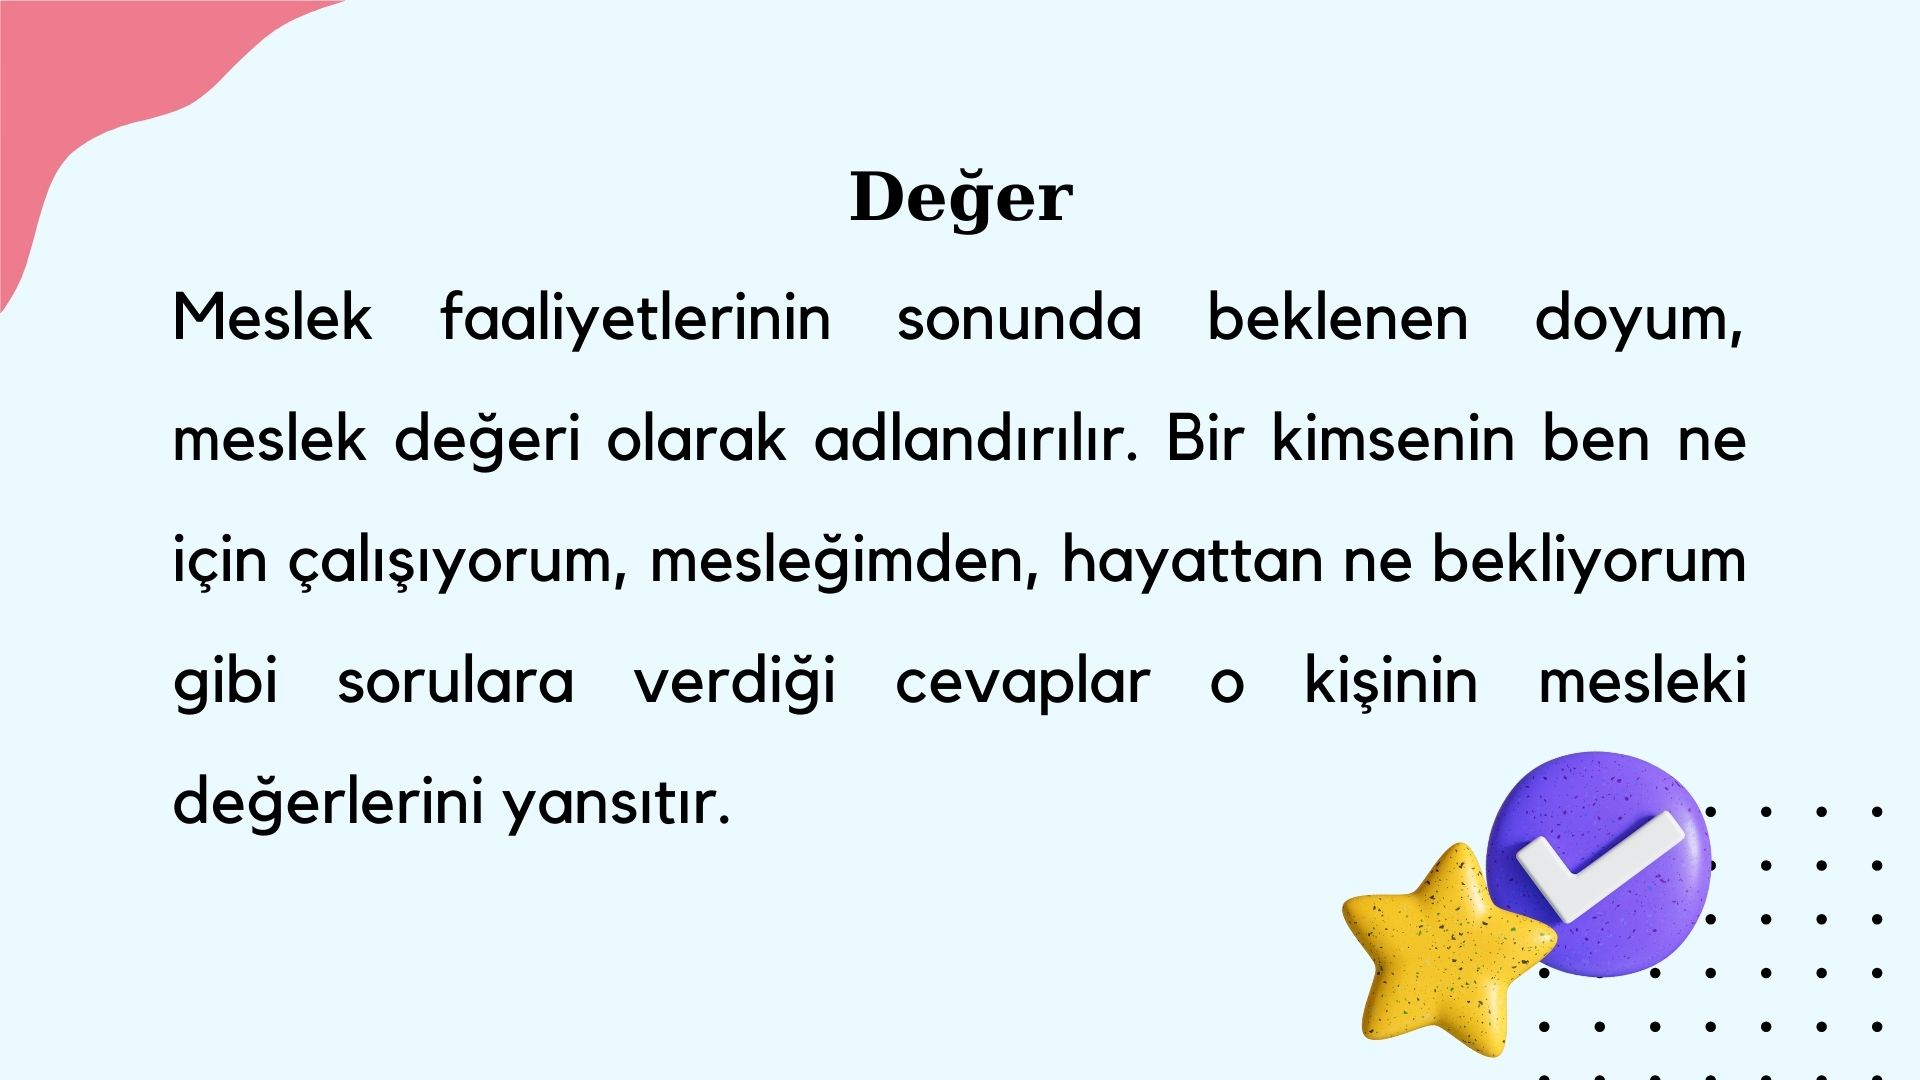 Değer
Meslek faaliyetlerinin sonunda beklenen doyum,
meslek değeri olarak adlandırılır. Bir kimsenin ben ne
için çalışıyorum, mesleğimden, hayattan ne bekliyorum
gibi sorulara verdiği cevaplar o kişinin mesleki
değerlerini yansıtır.